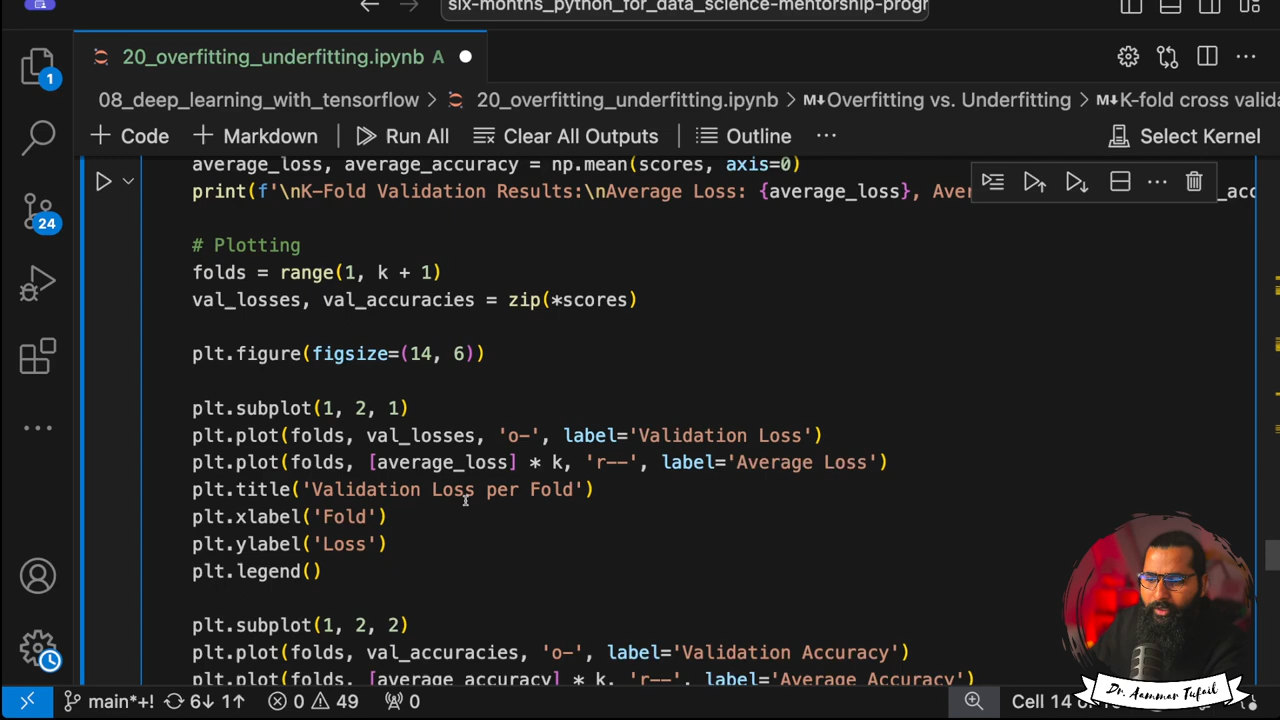 six-months_python_for_data_science-mentorship-progr
20_overfitting_underfitting.ipynb A
08_deep_learning_with_tensorflow > 20_overfitting_underfitting.ipynb > M↓Overfitting vs. Underfitting > M↓K-fold cross valida
+ Code + Markdown Run All Clear All Outputs Outline ... Select Kernel
1
24
average_loss, average_accuracy = np.mean(scores, axis=0)
print(f'\nK-Fold Validation Results:\nAverage Loss: {average_loss}, Aver _acc
# Plotting
folds = range(1, k + 1)
val_losses, val_accuracies = zip(*scores)
plt.figure(figsize=(14, 6))
plt.subplot(1, 2, 1)
plt.plot(folds, val_losses, 'o-', label='Validation Loss')
plt.plot(folds, [average_loss] * k, 'r--', label='Average Loss')
plt.title('Validation Loss per Fold')
plt.xlabel('Fold')
plt.ylabel('Loss')
plt.legend()
plt.subplot(1, 2, 2)
plt.plot(folds, val_accuracies, 'o-', label='Validation Accuracy')
plt.plot(folds, [average_accuracy] * k, 'r--', label='Average Accuracy')
main*+! 6↓ 1↑ 0 49 0 Cell 14 of
Dr. Aammar Tufail